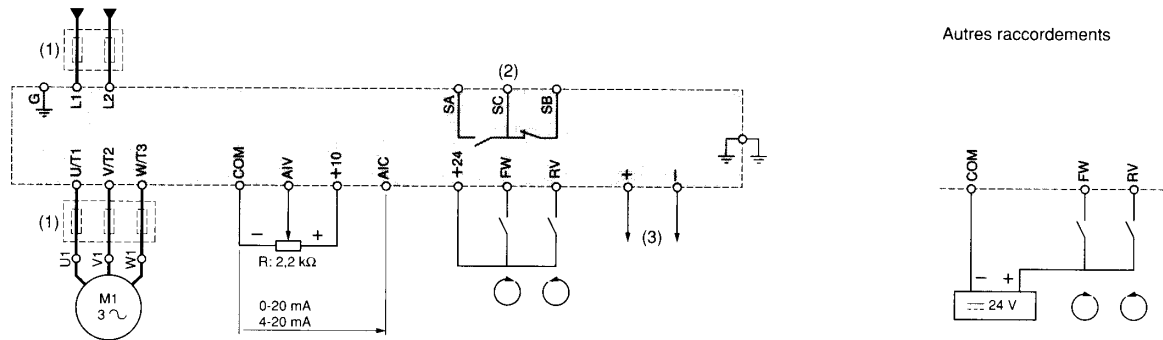 Autres raccordements
(1)
G
L1
L2
(2)
SA
SC
SB
U/T1
V/T2
W/T3
COM
AIV
+10
AIC
+24
FW
RV
+
−
COM
FW
RV
(1)
− +
(3)
U1
V1
W1
R: 2,2 kΩ
− +
M1
3
0-20 mA
4-20 mA
24 V